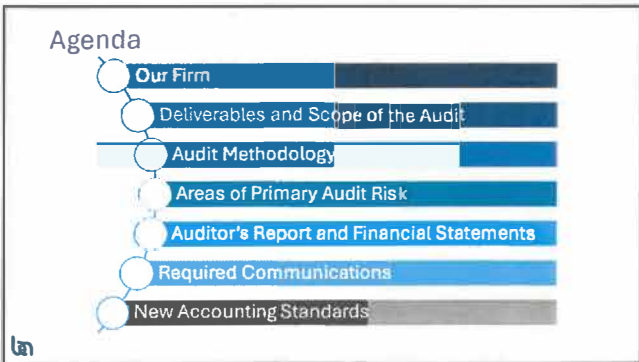 Agenda
Our Firm
Deliverables and Scope of the Audit
Audit Methodology
Areas of Primary Audit Risk
Auditor's Report and Financial Statements
Required Communications
New Accounting Standards